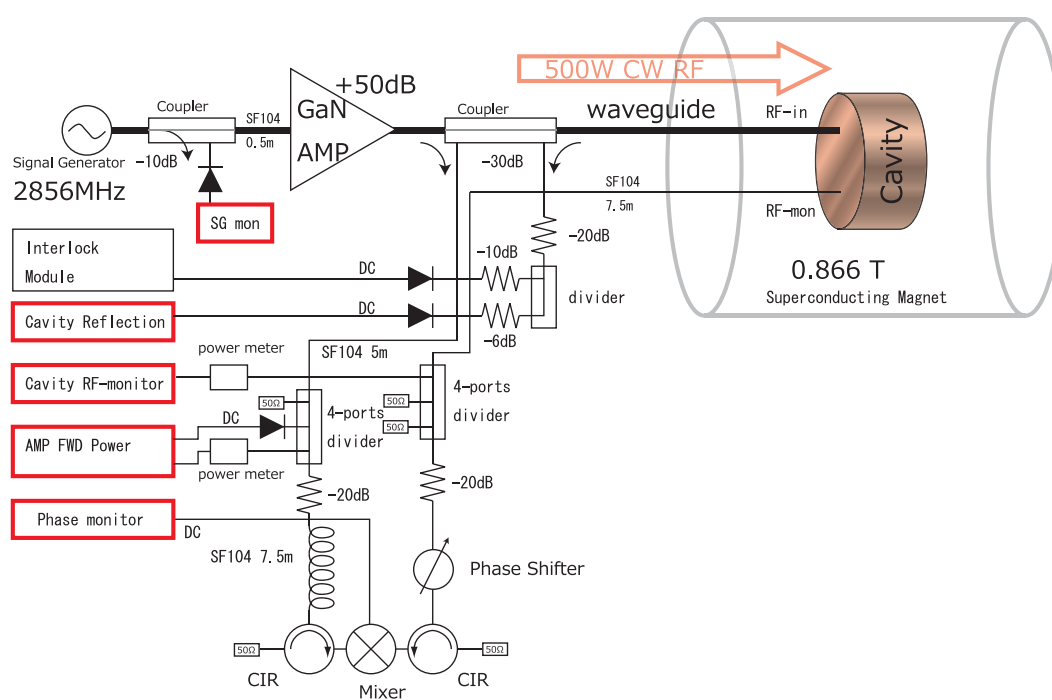 500W CW RF
+50dB
GaN
AMP
Coupler
SF104
0.5m
-10dB
Signal Generator
2856MHz
SG mon
Coupler
-30dB
waveguide
RF-in
Cavity
SF104
7.5m
RF-mon
0.866 T
Superconducting Magnet
-20dB
Interlock
Module
DC
-10dB
divider
Cavity Reflection
DC
-6dB
SF104 5m
power meter
Cavity RF-monitor
4-ports
divider
50Ω
50Ω
50Ω
4-ports
divider
DC
AMP FWD Power
power meter
-20dB
-20dB
Phase monitor
DC
SF104 7.5m
Phase Shifter
50Ω
CIR
Mixer
CIR
50Ω